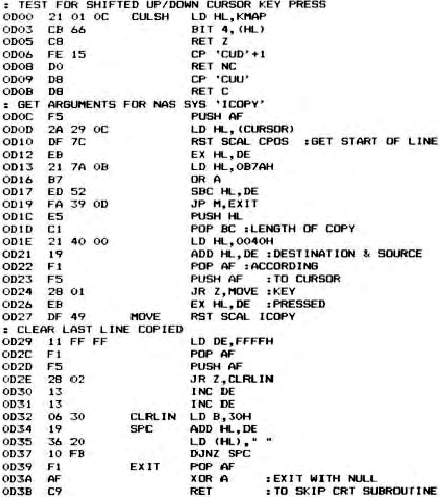 : TEST FOR SHIFTED UP/DOWN CURSOR KEY PRESS
0D00 21 01 0C CULSH LD HL,KMAP
0D03 CB 66 BIT 4,(HL)
0D05 C8 RET Z
0D06 FE 15 CP 'CUD'+1
0D08 D0 RET NC
0D09 D8 CP 'CUU'
0D0B D8 RET C
: GET ARGUMENTS FOR NAS SYS 'ICOPY'
0D0C F5 PUSH AF
0D0D 2A 29 0C LD HL,(CURSOR)
0D10 DF 7C RST SCAL CPOS :GET START OF LINE
0D12 EB EX HL,DE
0D13 21 7A 0B LD HL,0B7AH
0D16 B7 OR A
0D17 ED 52 SBC HL,DE
0D19 FA 39 0D JP M,EXIT
0D1C E5 PUSH HL
0D1D C1 POP BC :LENGTH OF COPY
0D1E 21 40 00 LD HL,0040H
0D21 19 ADD HL,DE :DESTINATION & SOURCE
0D22 F1 POP AF :ACCORDING
0D23 F5 PUSH AF :TO CURSOR
0D24 28 01 JR Z,MOVE :KEY
0D26 EB EX HL,DE :PRESSED
0D27 DF 49 MOVE RST SCAL ICOPY
: CLEAR LAST LINE COPIED
0D29 11 FF FF LD DE,FFFFH
0D2C F1 POP AF
0D2D F5 PUSH AF
0D2E 28 02 JR Z,CLRLIN
0D30 13 INC DE
0D31 13 INC DE
0D32 06 30 CLRLIN LD B,30H
0D34 19 SPC ADD HL,DE
0D35 36 20 LD (HL)," "
0D37 10 FB DJNZ SPC
0D39 F1 EXIT POP AF
0D3A AF XOR A :EXIT WITH NULL
0D3B C9 RET :TO SKIP CRT SUBROUTINE